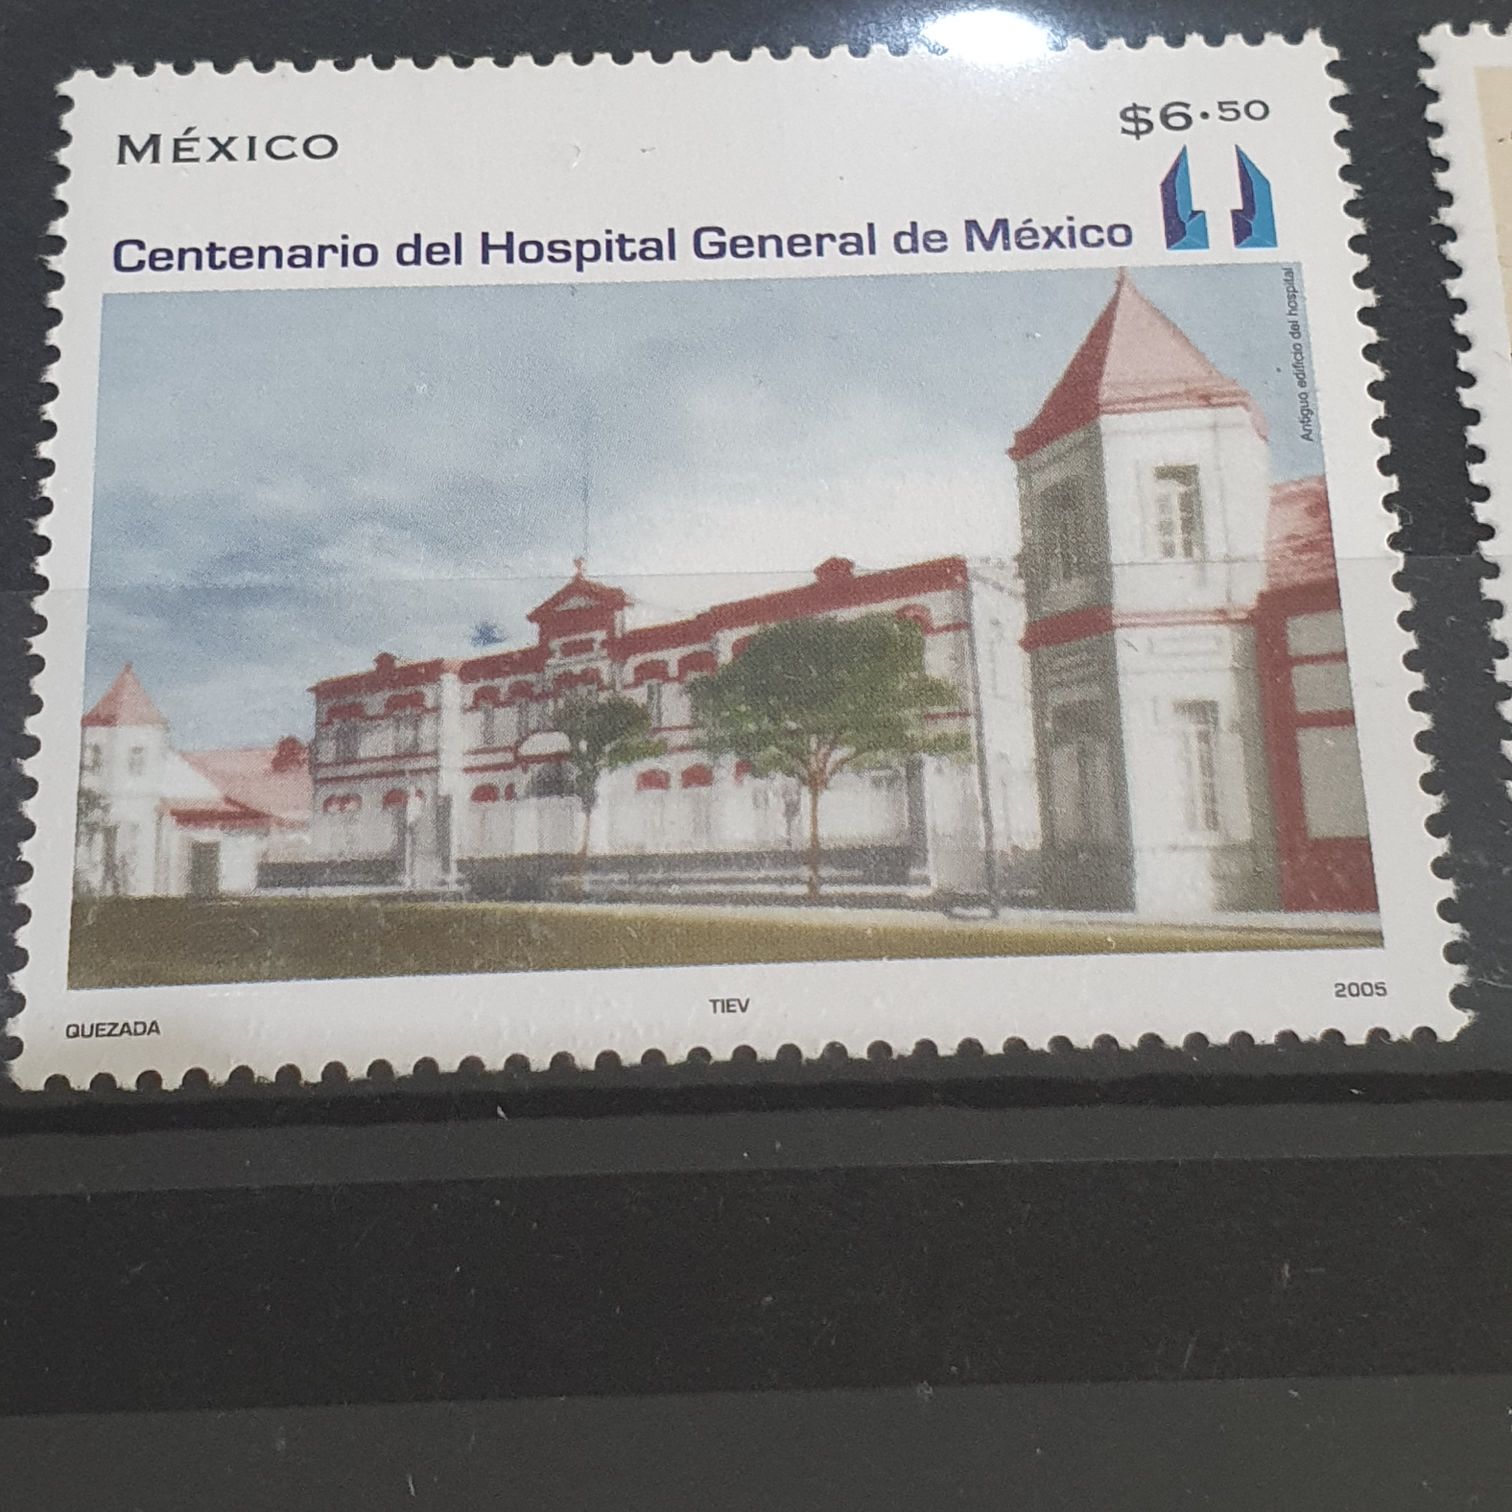 MÉXICO
$6.50
Centenario del Hospital General de México
Antiguo edificio del hospital
QUEZADA
TIEV
2005